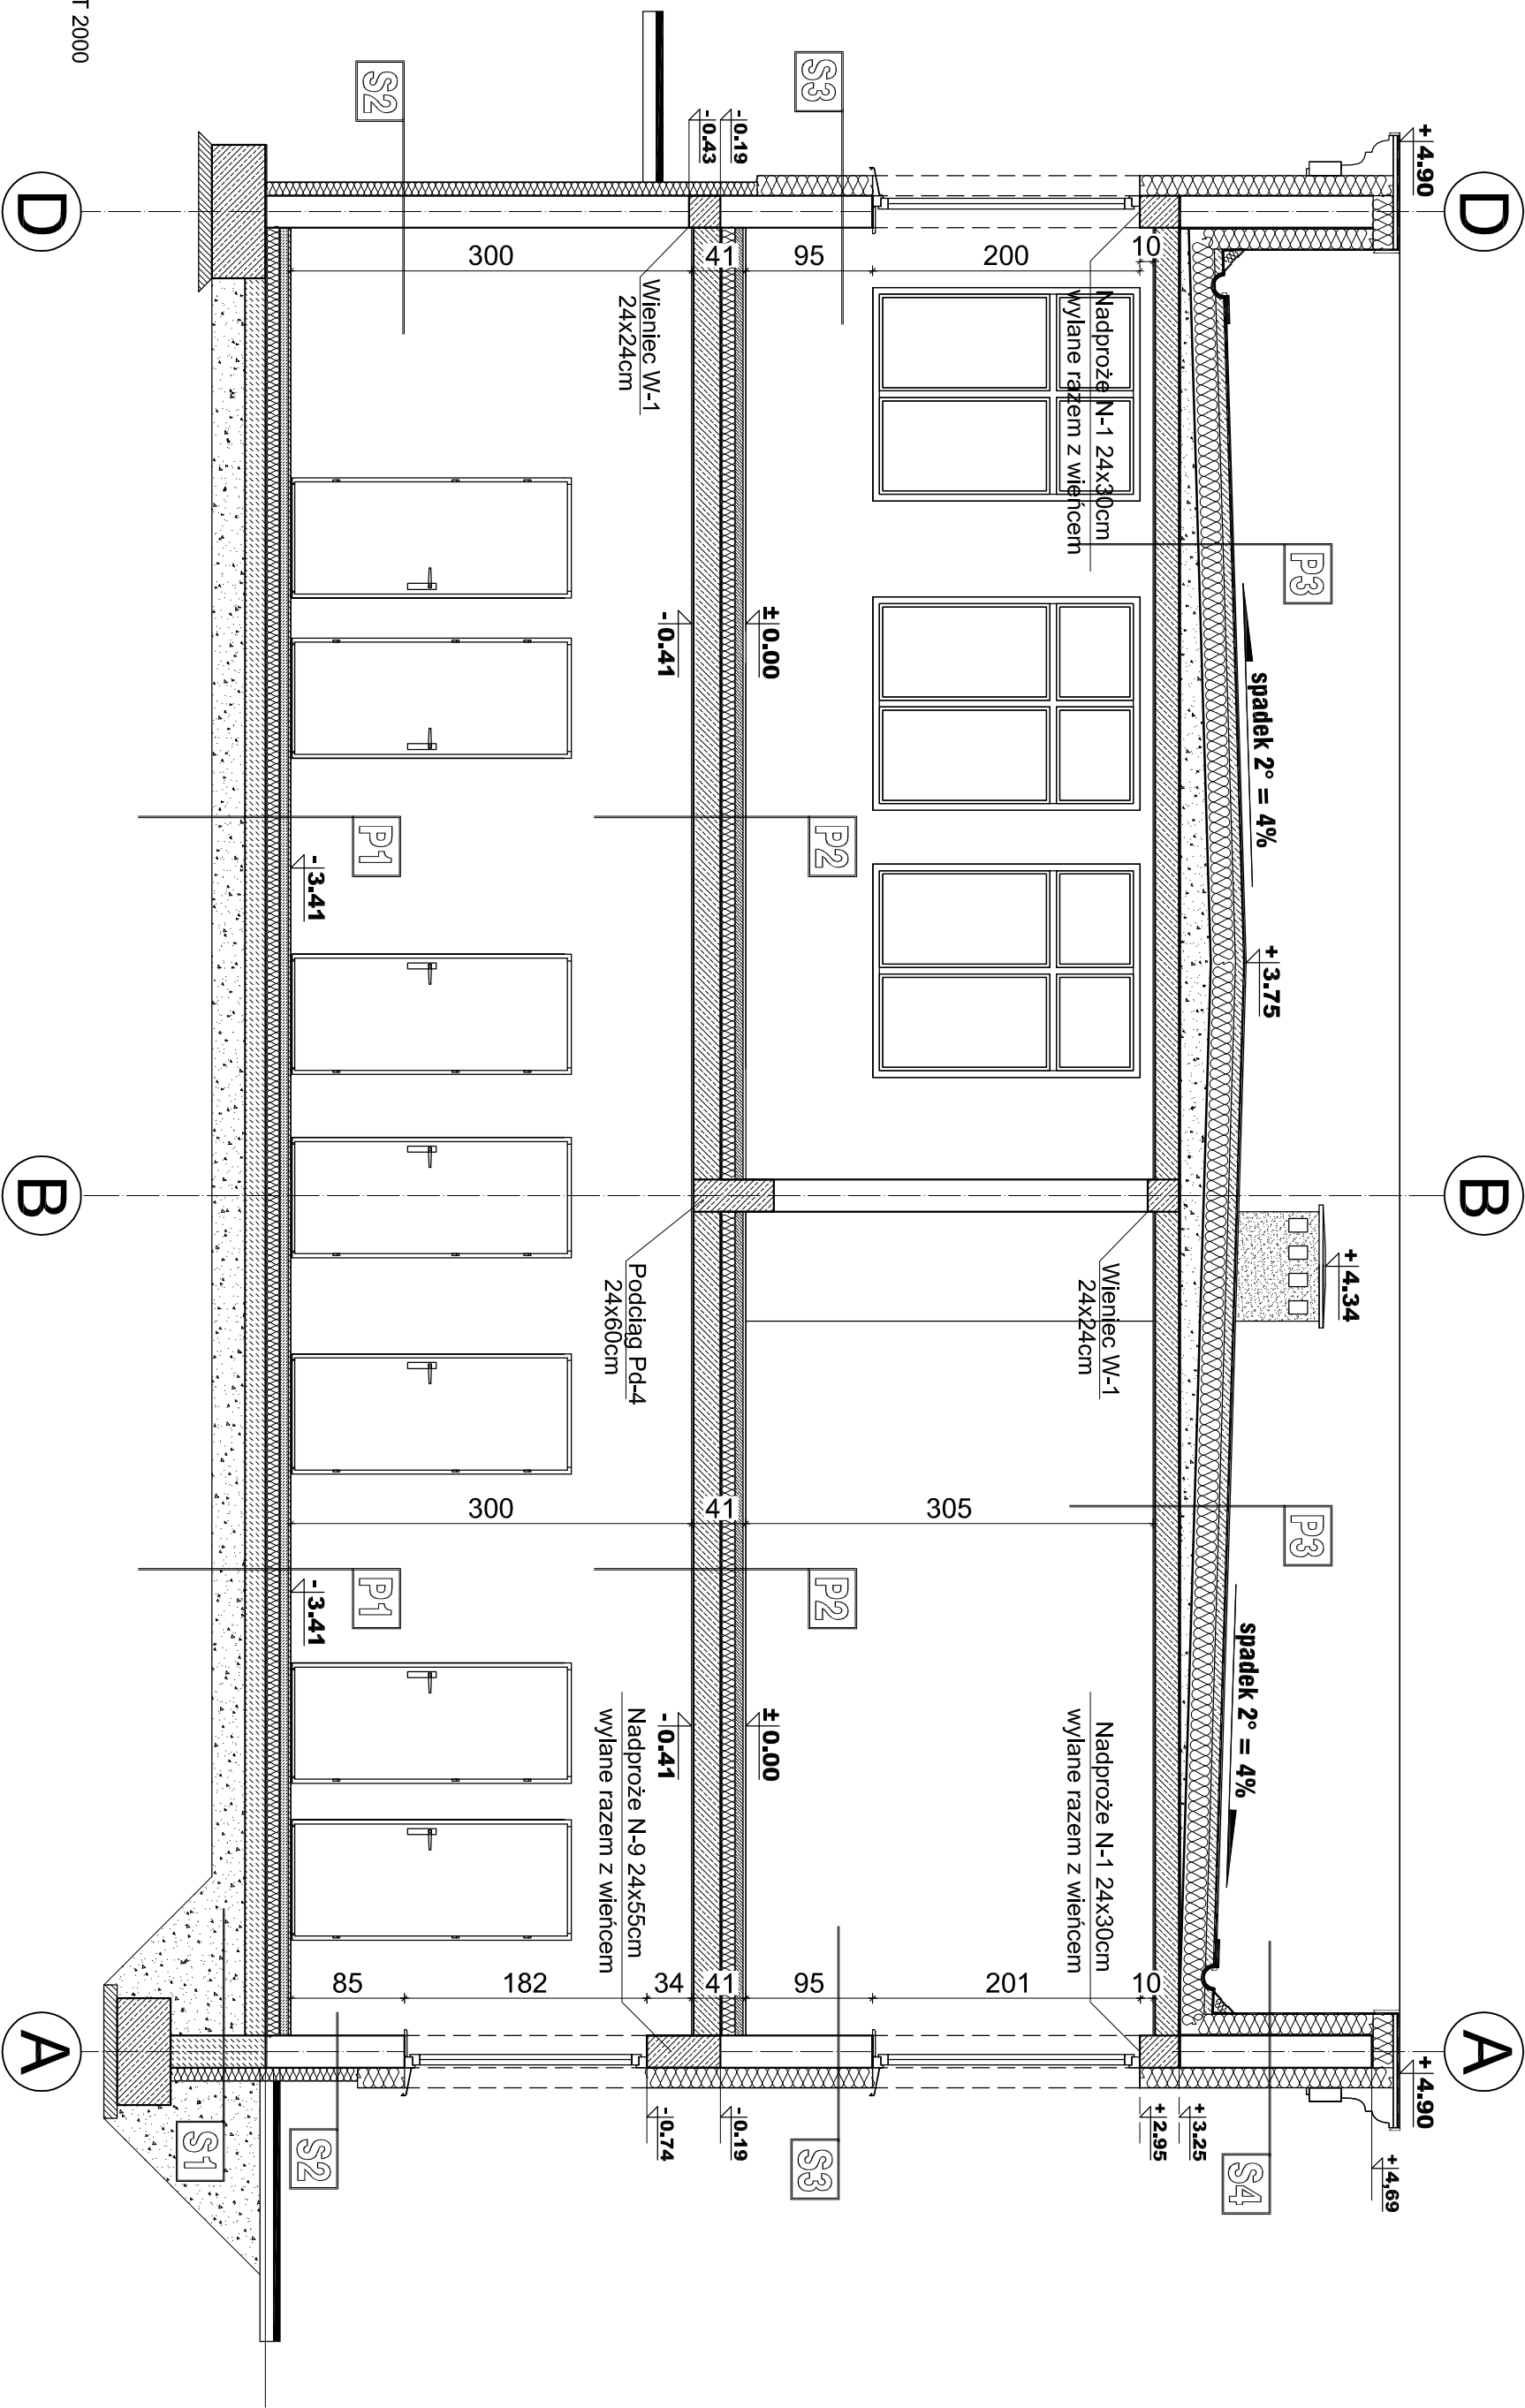 D
B
A
+4.90
+4.90
+4,69
+4.34
+3.75
spadek 2° = 4%
spadek 2° = 4%
P3
P3
S4
+3.25
+2.95
10
Nadproże N-1 24x30cm
wylane razem z wieńcem
Wieniec W-1
24x24cm
Nadproże N-1 24x30cm
wylane razem z wieńcem
10
200
305
201
S3
P2
P2
S3
95
95
±0.00
±0.00
-0.19
-0.43
41
41
41
-0.19
-0.41
-0.41
-0.74
34
Wieniec W-1
24x24cm
Podciąg Pd-4
24x60cm
Nadproże N-9 24x55cm
wylane razem z wieńcem
300
300
182
85
S2
P1
P1
-3.41
-3.41
S2
S1
D
B
A
T 2000